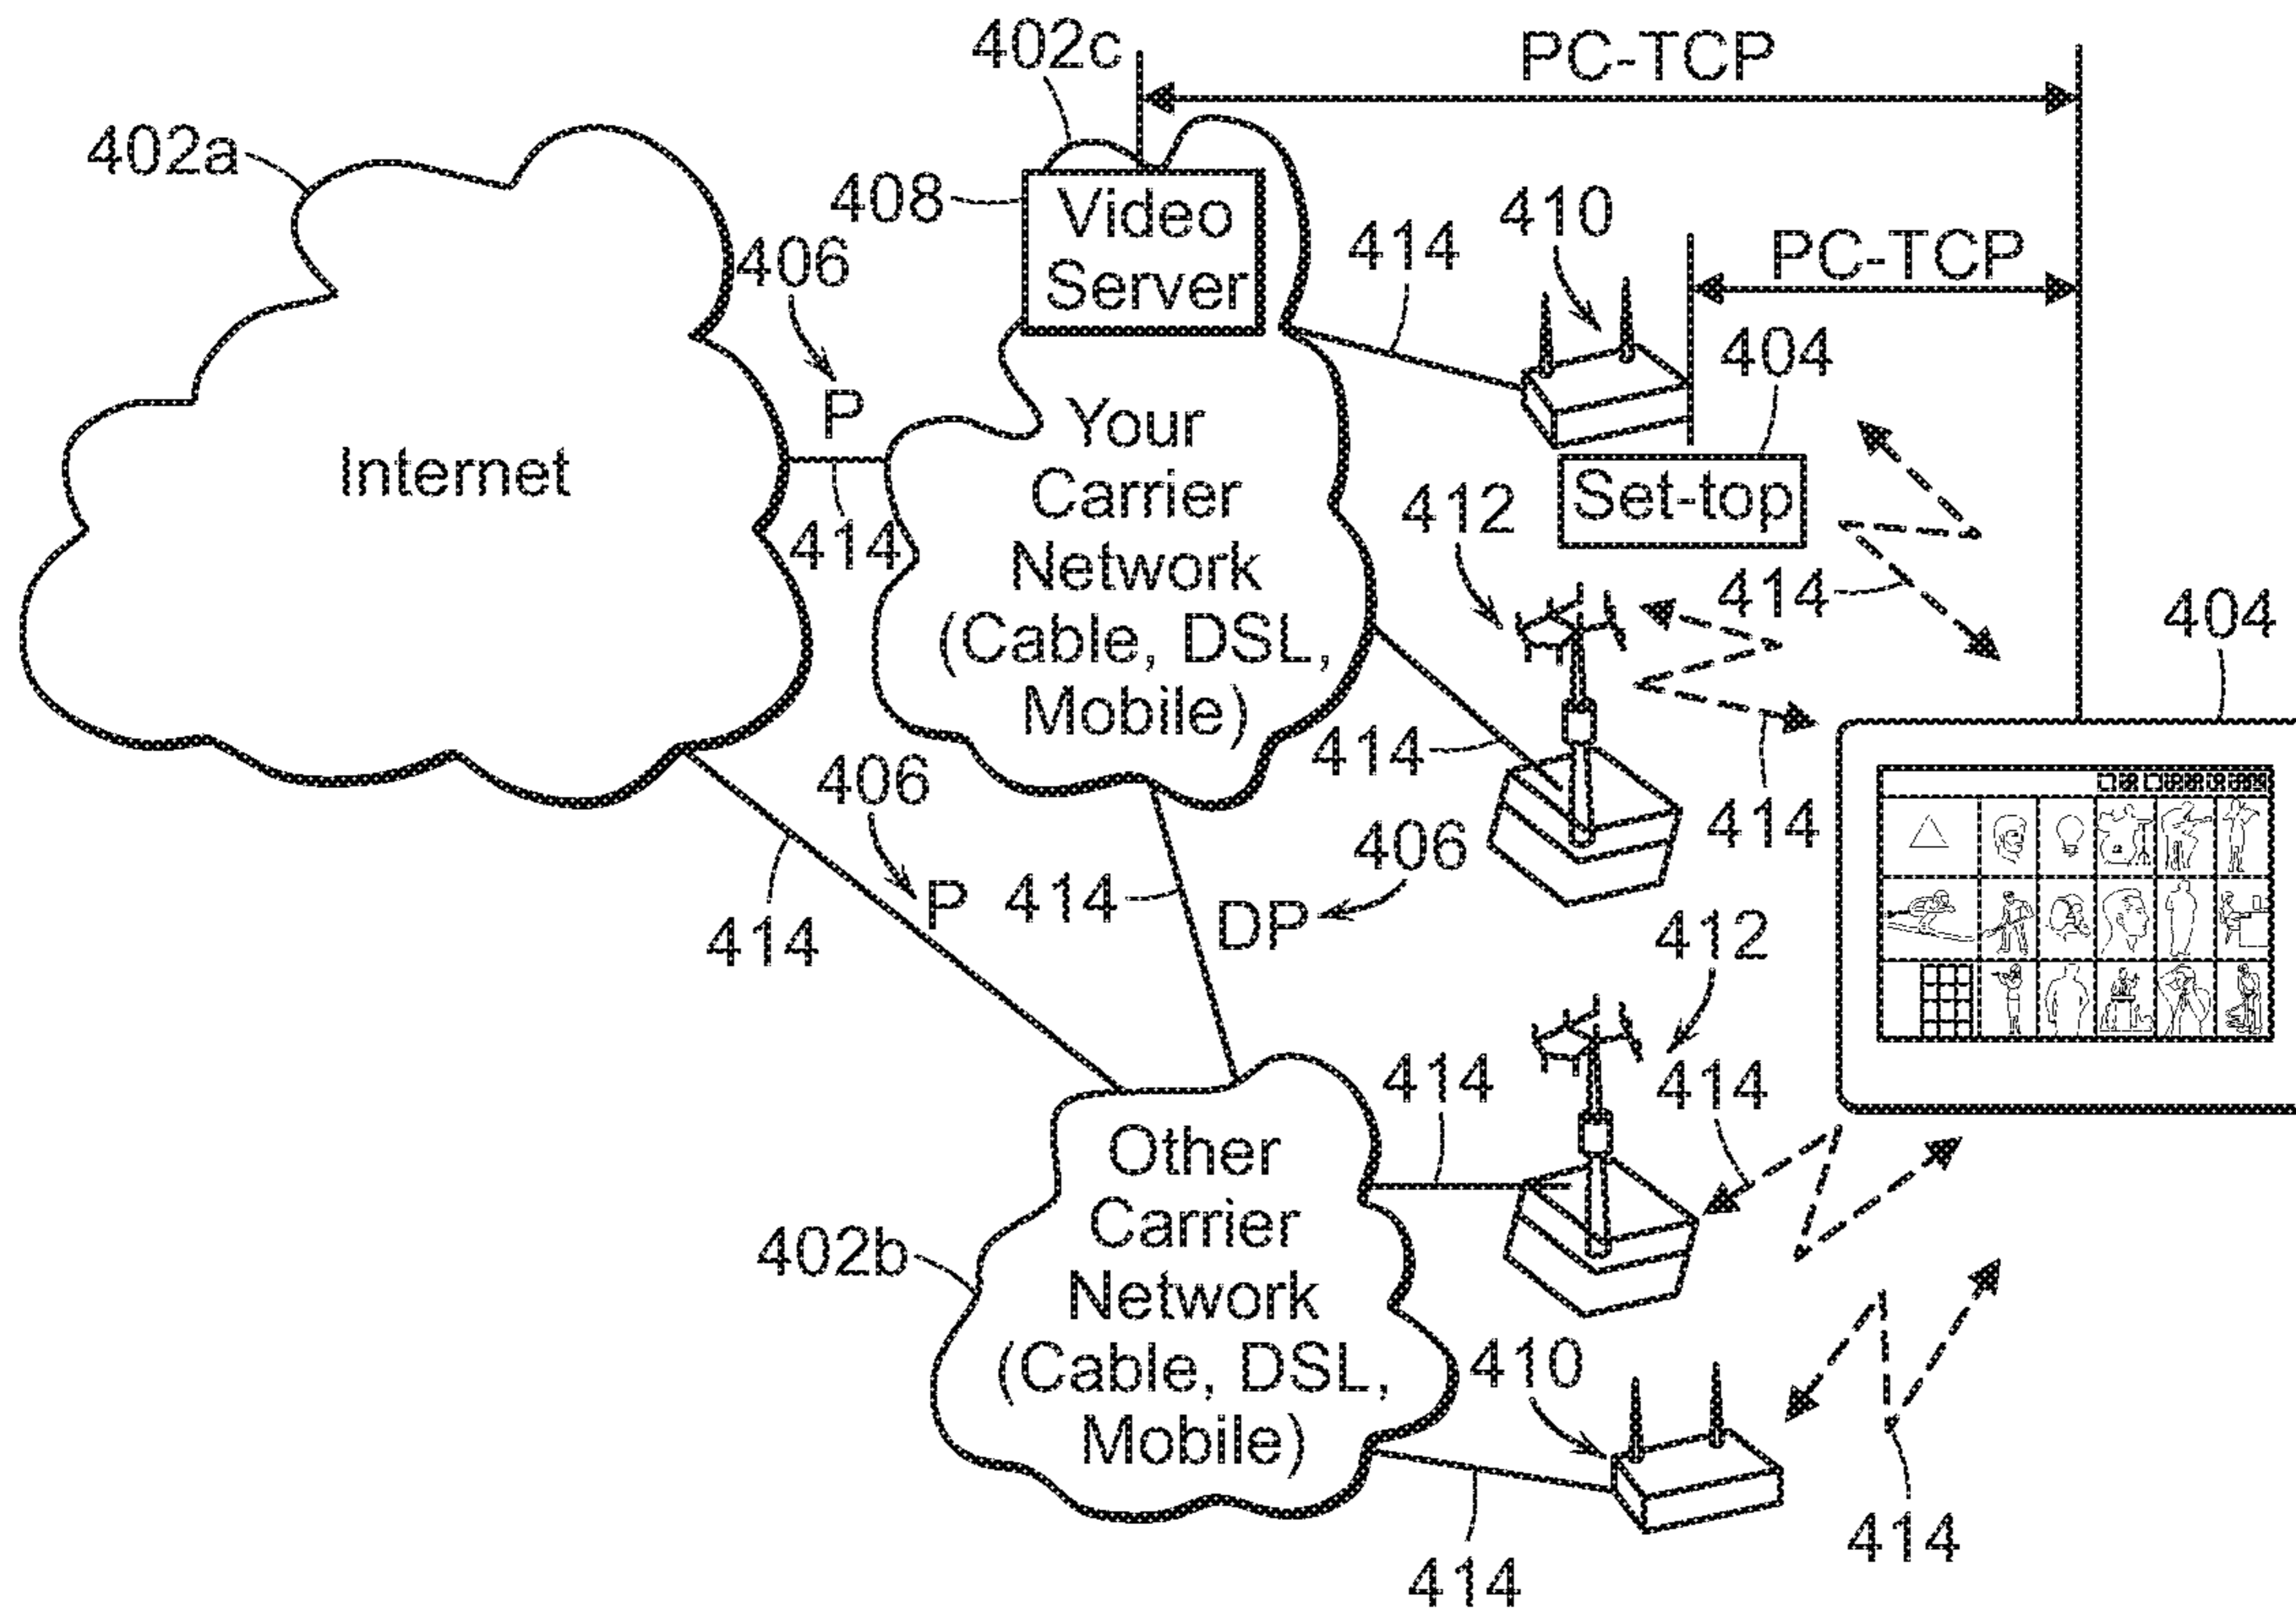 402c
PC-TCP
402a
408
Video
Server
410
414
PC-TCP
406
404
P
Internet
Your
Carrier
Network
(Cable, DSL,
Mobile)
414
412
Set-top
414
404
414
414
406
414
P
414
DP
406
412
414
414
Other
Carrier
Network
(Cable, DSL,
Mobile)
402b
410
414
414